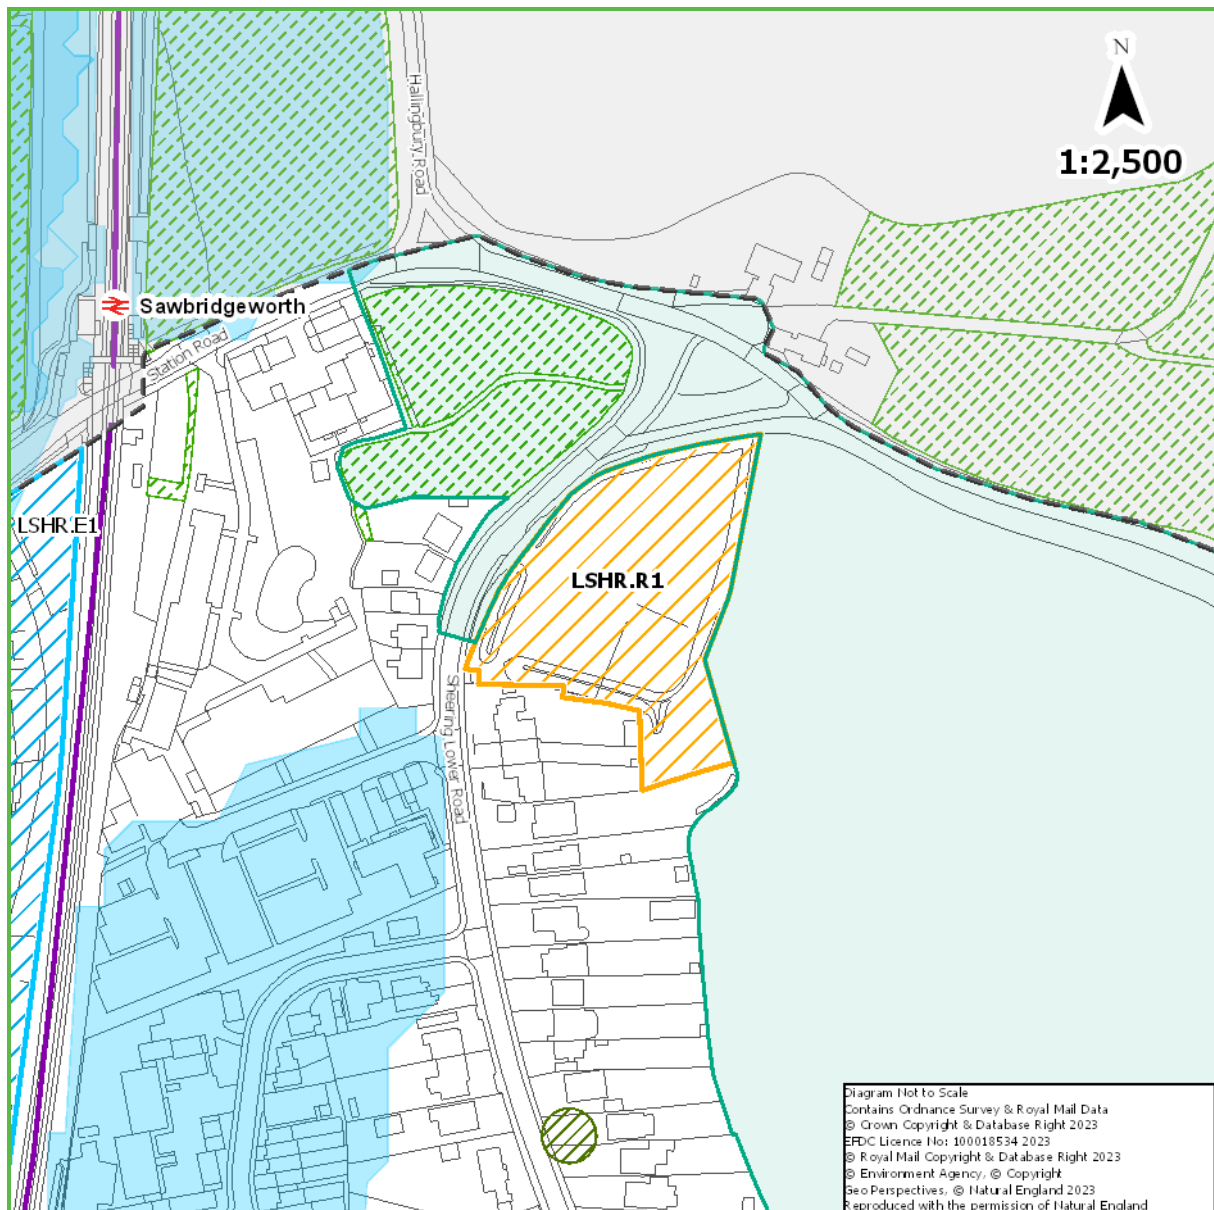 N
1:2,500
Hallingbury Road
Sawbridgeworth
Station Road
LSHR.E1
LSHR.R1
Sheering Lower Road
Diagram Not to Scale
Contains Ordnance Survey & Royal Mail Data
© Crown Copyright & Database Right 2023
EFDC Licence No: 100018534 2023
© Royal Mail Copyright & Database Right 2023
© Environment Agency, © Copyright
Geo Perspectives, © Natural England 2023
Reproduced with the permission of Natural England